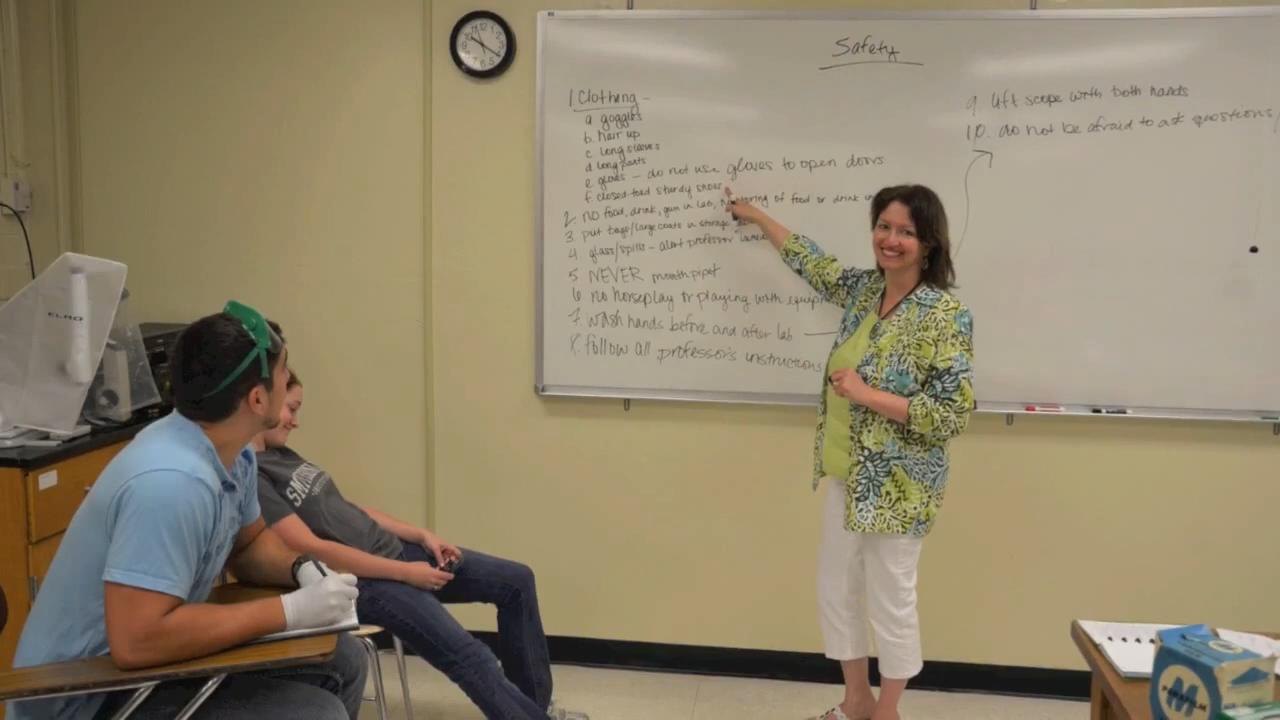 Safety
1. Clothing -
a goggles
b. hair up
c long sleeves
d long pants
e gloves - do not use gloves to open doors
f. closed toed sturdy shoes
2. no food, drink, gum in lab, no storing of food or drink
3. put bags/large coats in storage
4 glass/spills - alert professor
5 NEVER mouth pipet
6 no horseplay or playing with equip
7. wash hands before and after lab
8. follow all professor's instructions
9. lift scope with both hands
10. do not be afraid to ask questions!
ELMO
SM
M